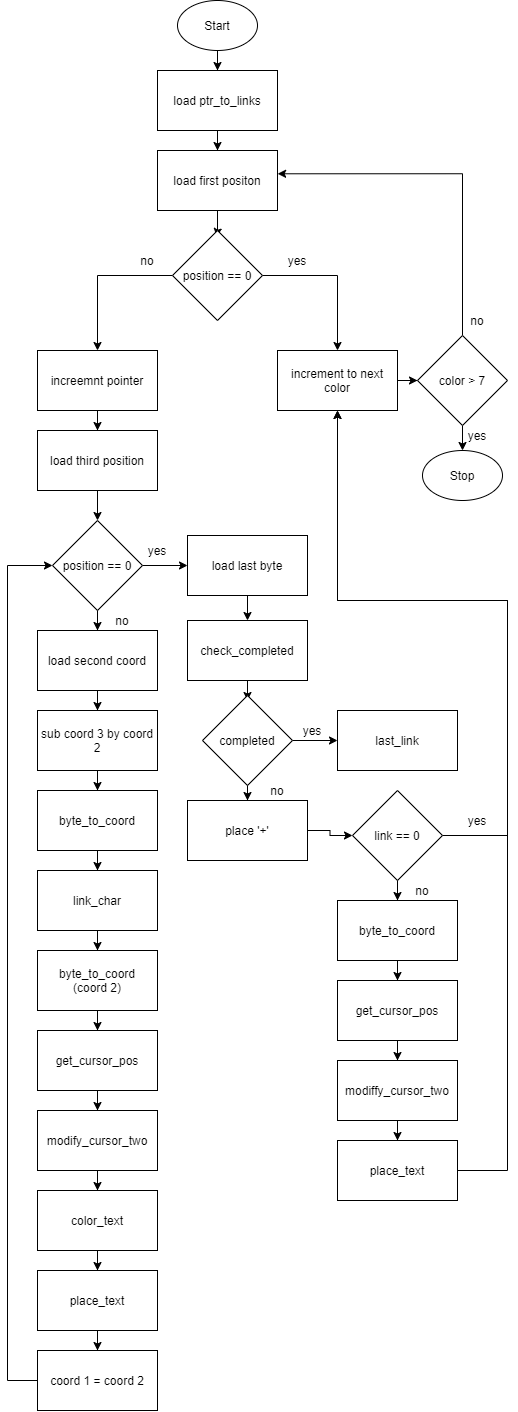 Start
load ptr_to_links
load first positon
no
position == 0
yes
increemnt pointer
increment to next
color
color > 7
no
yes
Stop
load third position
position == 0
yes
no
load last byte
load second coord
check_completed
sub coord 3 by coord
2
completed
yes
last_link
no
byte_to_coord
place '+'
link == 0
yes
no
link_char
byte_to_coord
byte_to_coord
(coord 2)
get_cursor_pos
get_cursor_pos
modiffy_cursor_two
modify_cursor_two
place_text
color_text
place_text
coord 1 = coord 2